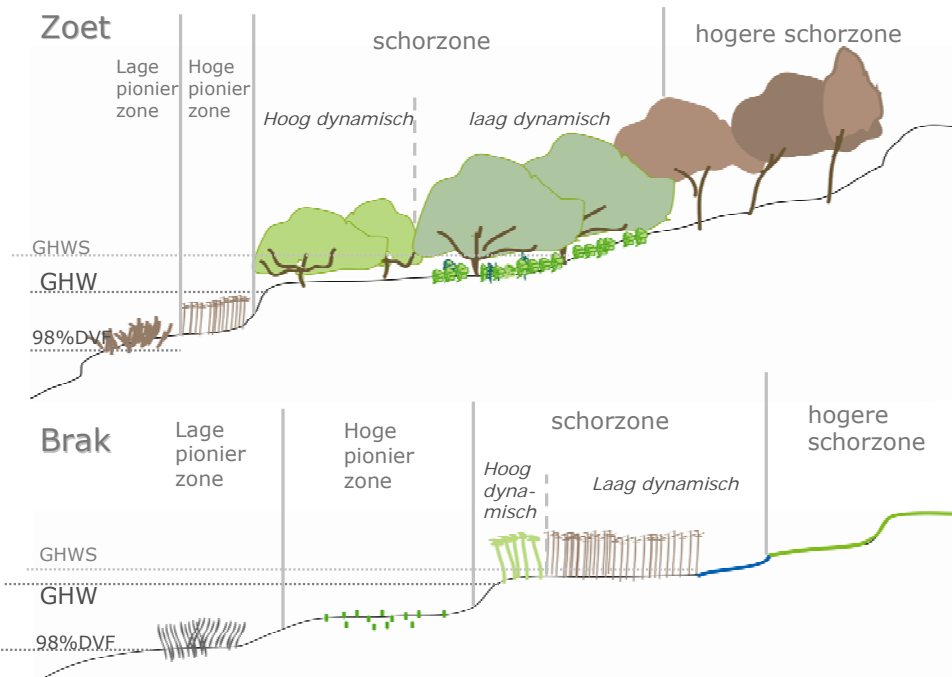 Zoet
Lage
pionier
zone
Hoge
pionier
zone
schorzone
hogere schorzone
Hoog dynamisch
laag dynamisch
GHWS
GHW
98%DVF
Brak
Lage
pionier
zone
Hoge
pionier
zone
schorzone
hogere
schorzone
Hoog
dyna-
misch
Laag dynamisch
GHWS
GHW
98%DVF